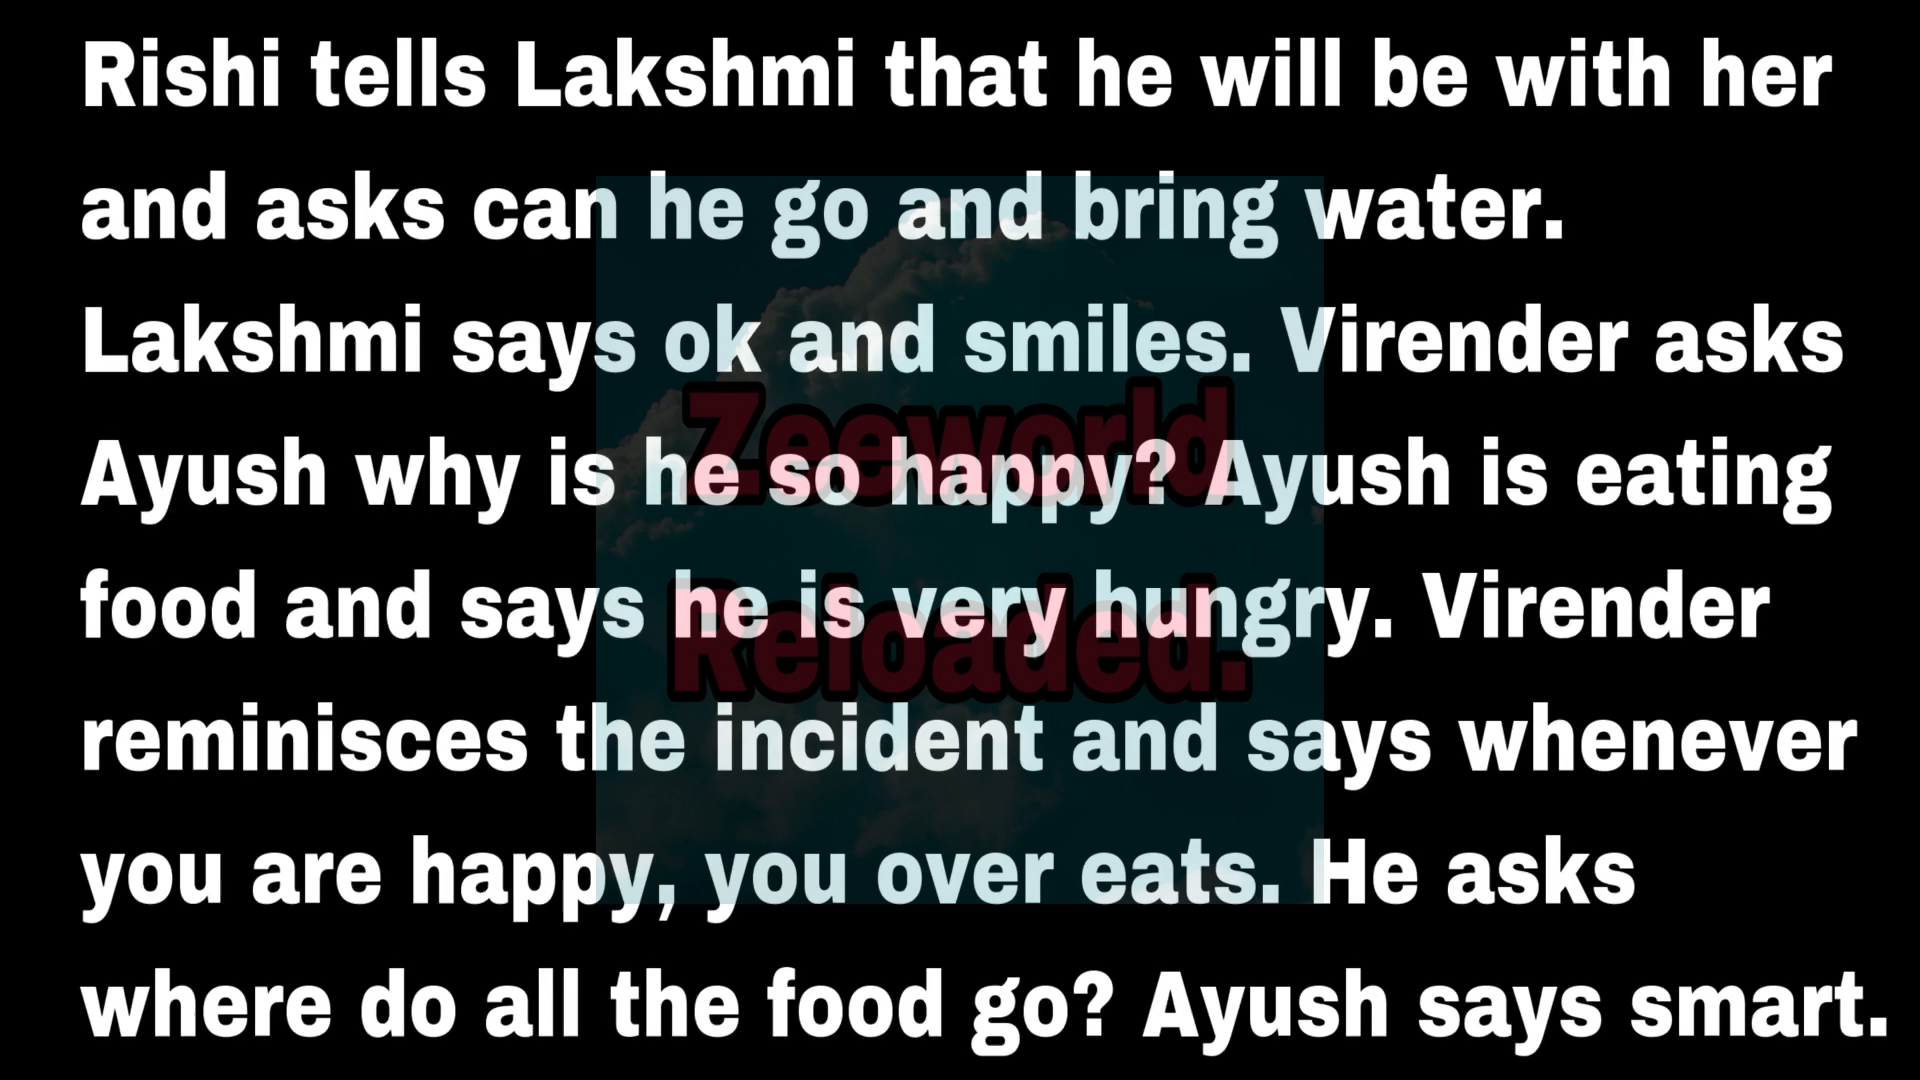 Rishi tells Lakshmi that he will be with her
and asks can he go and bring water.
Lakshmi says ok and smiles. Virender asks
Ayush why is he so happy? Ayush is eating
food and says he is very hungry. Virender
reminisces the incident and says whenever
you are happy, you over eats. He asks
where do all the food go? Ayush says smart.
Zeeworld
Reloaded.